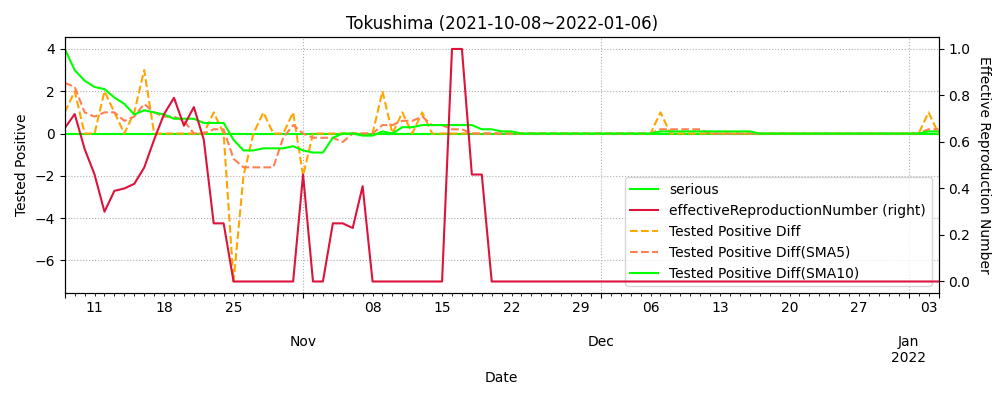 Tokushima (2021-10-08~2022-01-06)
4
2
0
−2
−4
−6
Tested Positive
1.0
0.8
0.6
0.4
0.2
0.0
Effective Reproduction Number
serious
effectiveReproductionNumber (right)
Tested Positive Diff
Tested Positive Diff(SMA5)
Tested Positive Diff(SMA10)
11 18 25 08 15 22 29 06 13 20 27 03
Nov Dec Jan
2022
Date